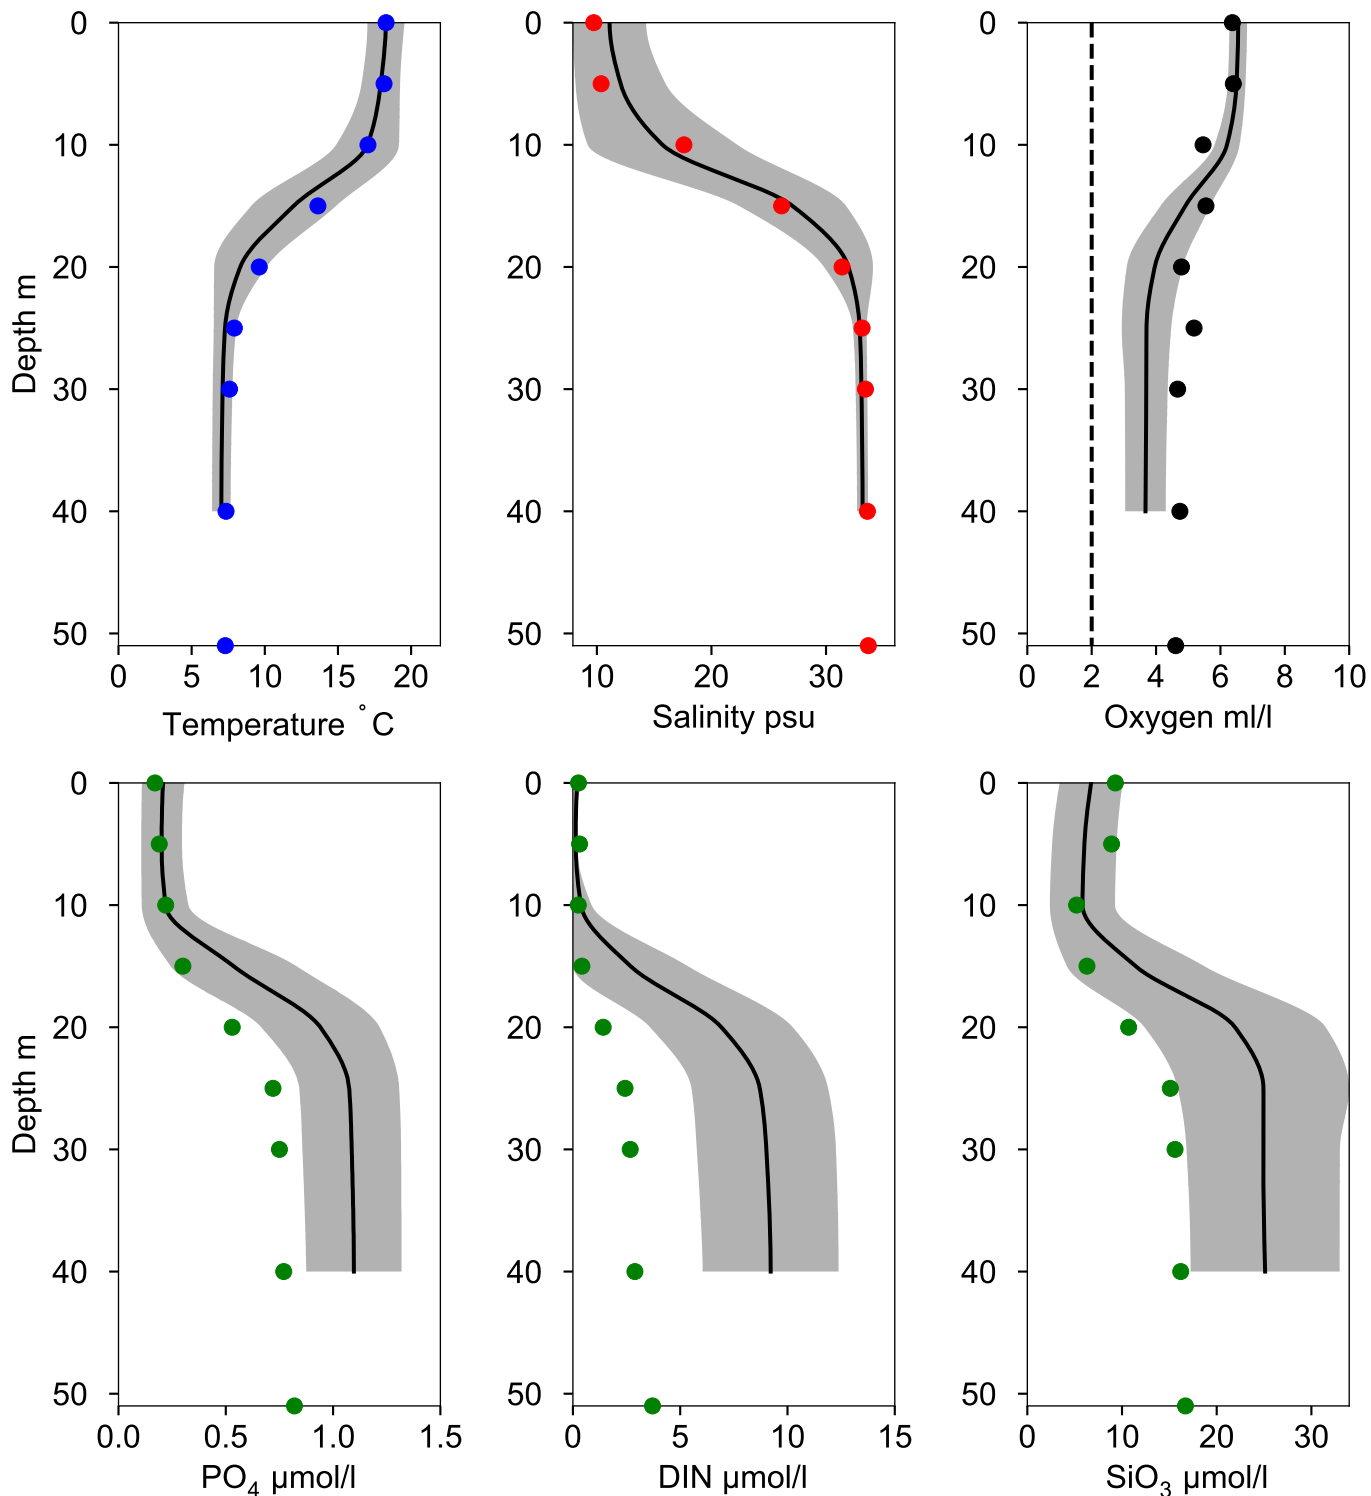 0
10
20
30
40
50
Depth m
0 5 10 15 20
Temperature °C
0
10
20
30
40
50
10 20 30
Salinity psu
0
10
20
30
40
50
0 2 4 6 8 10
Oxygen ml/l
0
10
20
30
40
50
Depth m
0.0 0.5 1.0 1.5
PO4 µmol/l
0
10
20
30
40
50
0 5 10 15
DIN µmol/l
0
10
20
30
40
50
0 10 20 30
SiO3 µmol/l